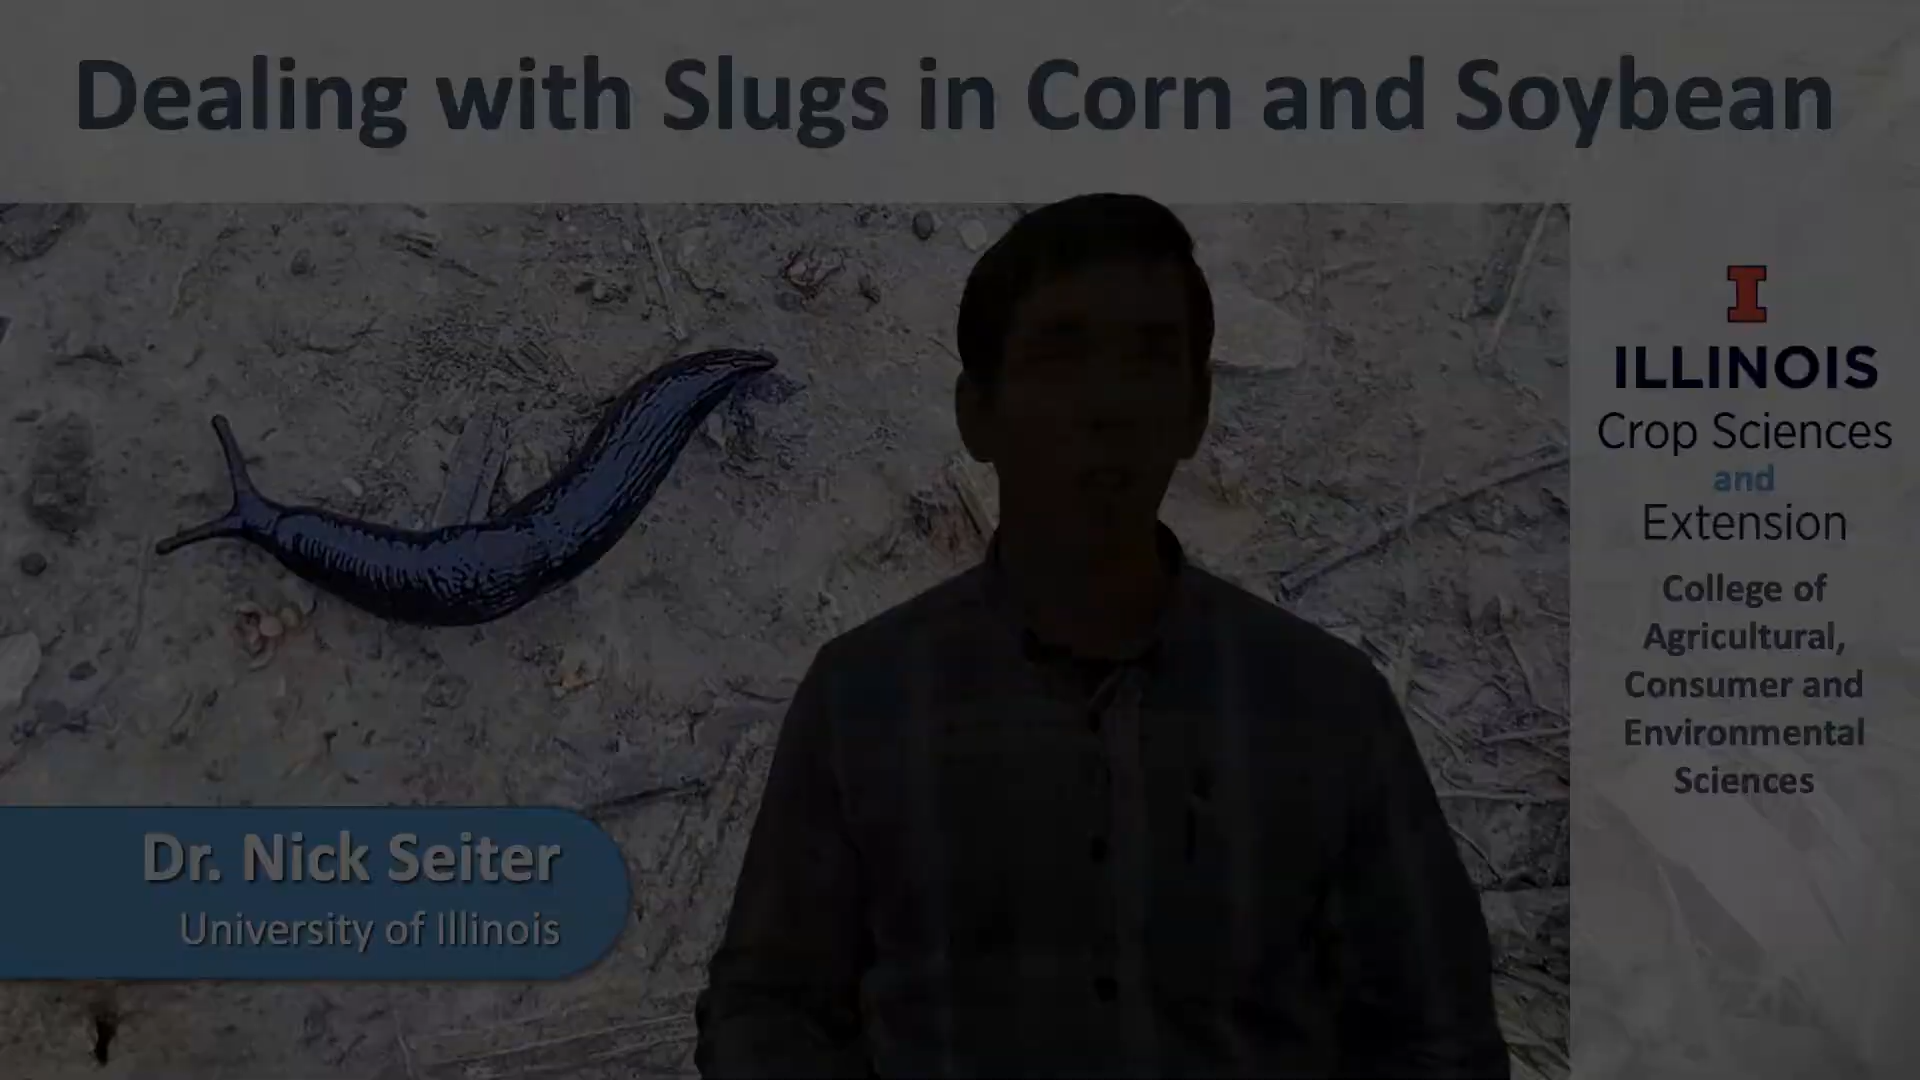 Dealing with Slugs in Corn and Soybean
I
ILLINOIS
Crop Sciences
and
Extension
College of
Agricultural,
Consumer and
Environmental
Sciences
Dr. Nick Seiter
University of Illinois